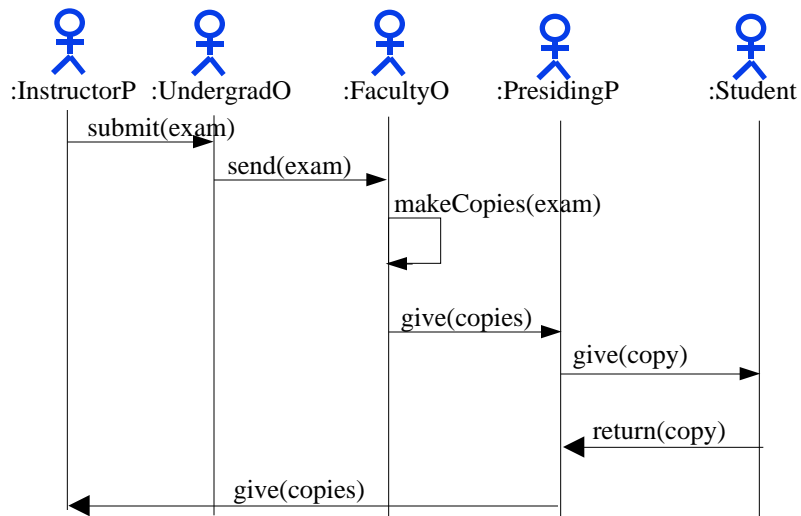 :InstructorP :UndergradO :FacultyO :PresidingP :Student
submit(exam)
send(exam)
makeCopies(exam)
give(copies)
give(copy)
return(copy)
give(copies)